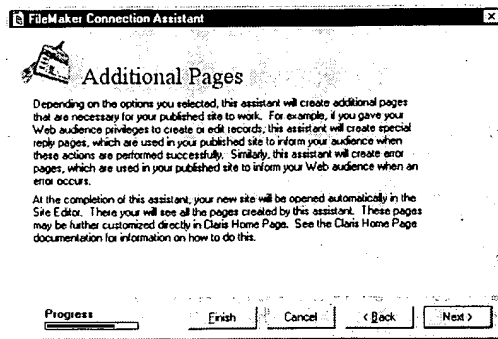 FileMaker Connection Assistant
Additional Pages
Depending on the options you selected, this assistant will create additional pages
that are necessary for your published site to work. For example, if you gave your
Web audience privileges to create or edit records, this assistant will create special
reply pages, which are used in your published site to inform your audience when
these actions are performed successfully. Similarly, this assistant will create error
pages, which are used in your published site to inform your Web audience when an
error occurs.
At the completion of this assistant, your new site will be opened automatically in the
Site Editor. There your will see all the pages created by this assistant. These pages
may be further customized directly in Claris Home Page. See the Claris Home Page
documentation for information on how to do this.
Progress
Finish
Cancel
< Back
Next >